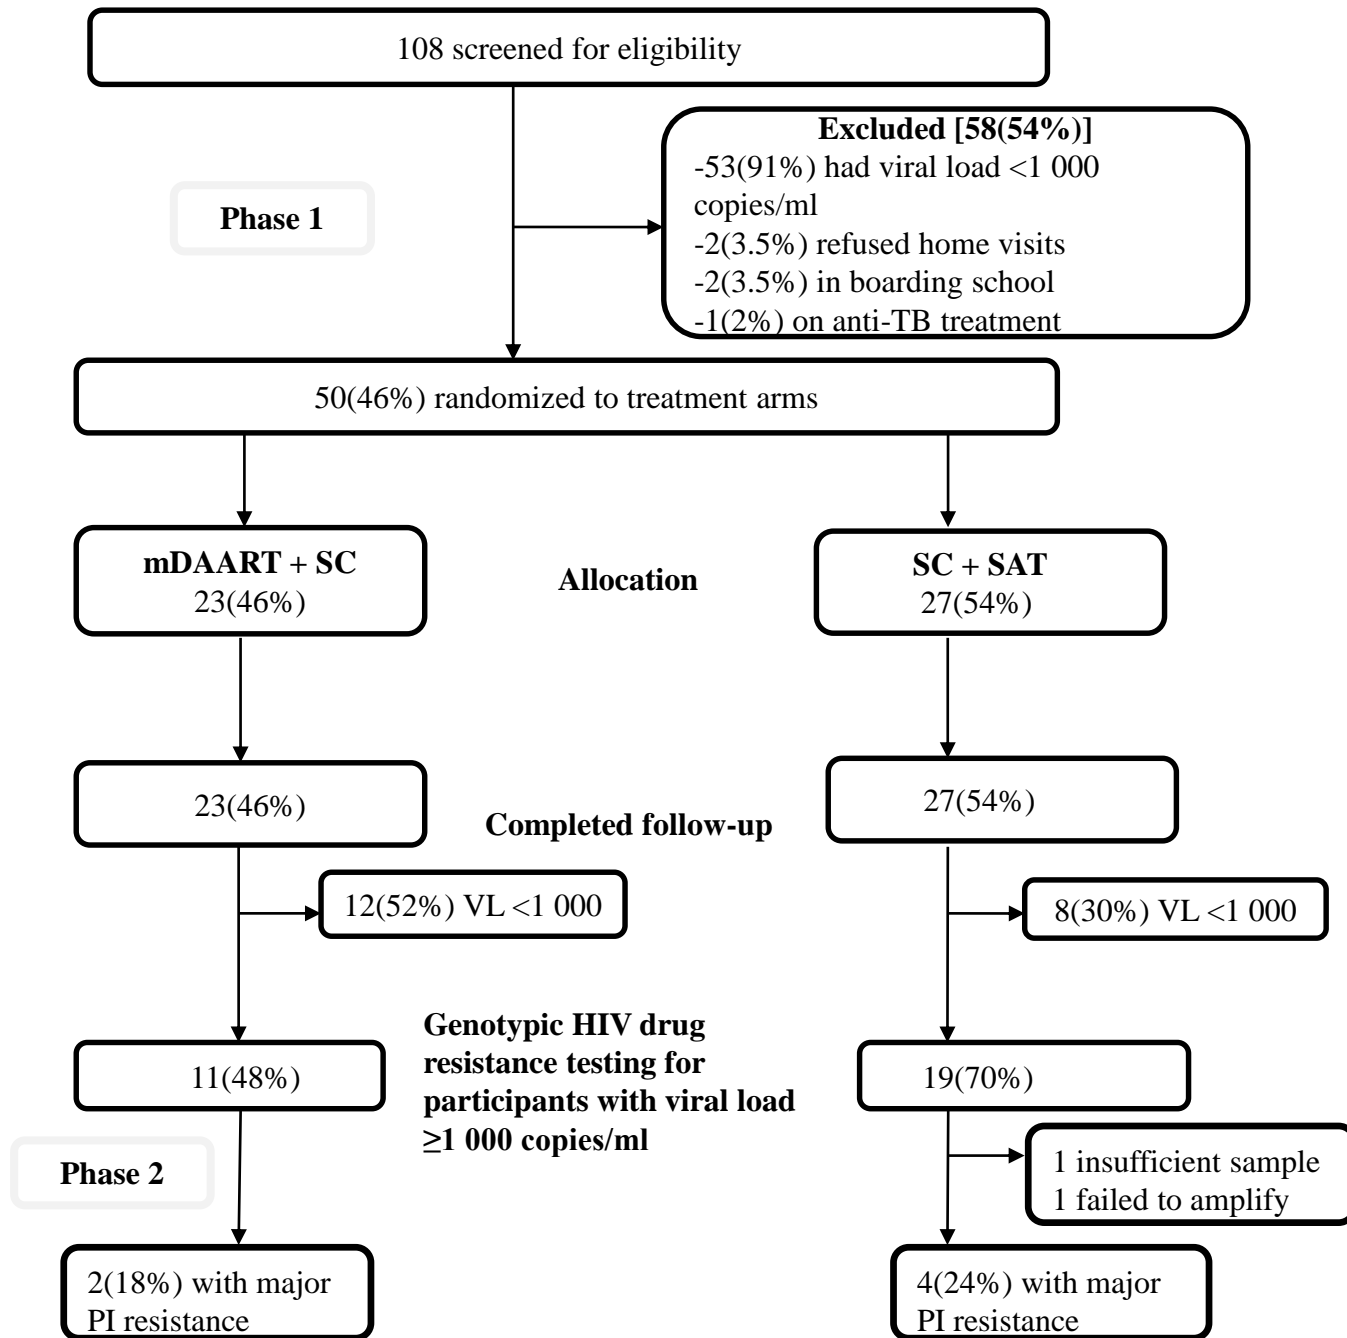 108 screened for eligibility
Excluded [58(54%)]
-53(91%) had viral load <1 000
copies/ml
-2(3.5%) refused home visits
-2(3.5%) in boarding school
-1(2%) on anti-TB treatment
Phase 1
50(46%) randomized to treatment arms
mDAART + SC
23(46%)
Allocation
SC + SAT
27(54%)
23(46%)
Completed follow-up
27(54%)
12(52%) VL <1 000
8(30%) VL <1 000
Genotypic HIV drug
resistance testing for
participants with viral load
≥1 000 copies/ml
11(48%)
19(70%)
Phase 2
1 insufficient sample
1 failed to amplify
2(18%) with major
PI resistance
4(24%) with major
PI resistance